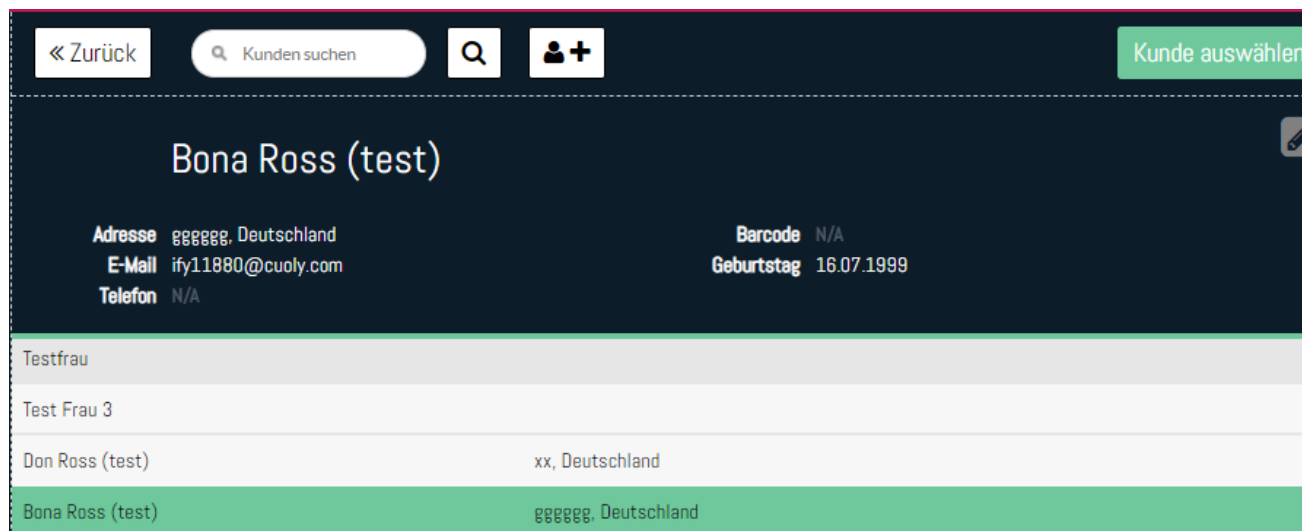 « Zurück Kunden suchen Kunde auswählen
Bona Ross (test)
Adresse gggggg, Deutschland Barcode N/A
E-Mail ify11880@cuoly.com Geburtstag 16.07.1999
Telefon N/A
Testfrau
Test Frau 3
Don Ross (test) xx, Deutschland
Bona Ross (test) gggggg, Deutschland